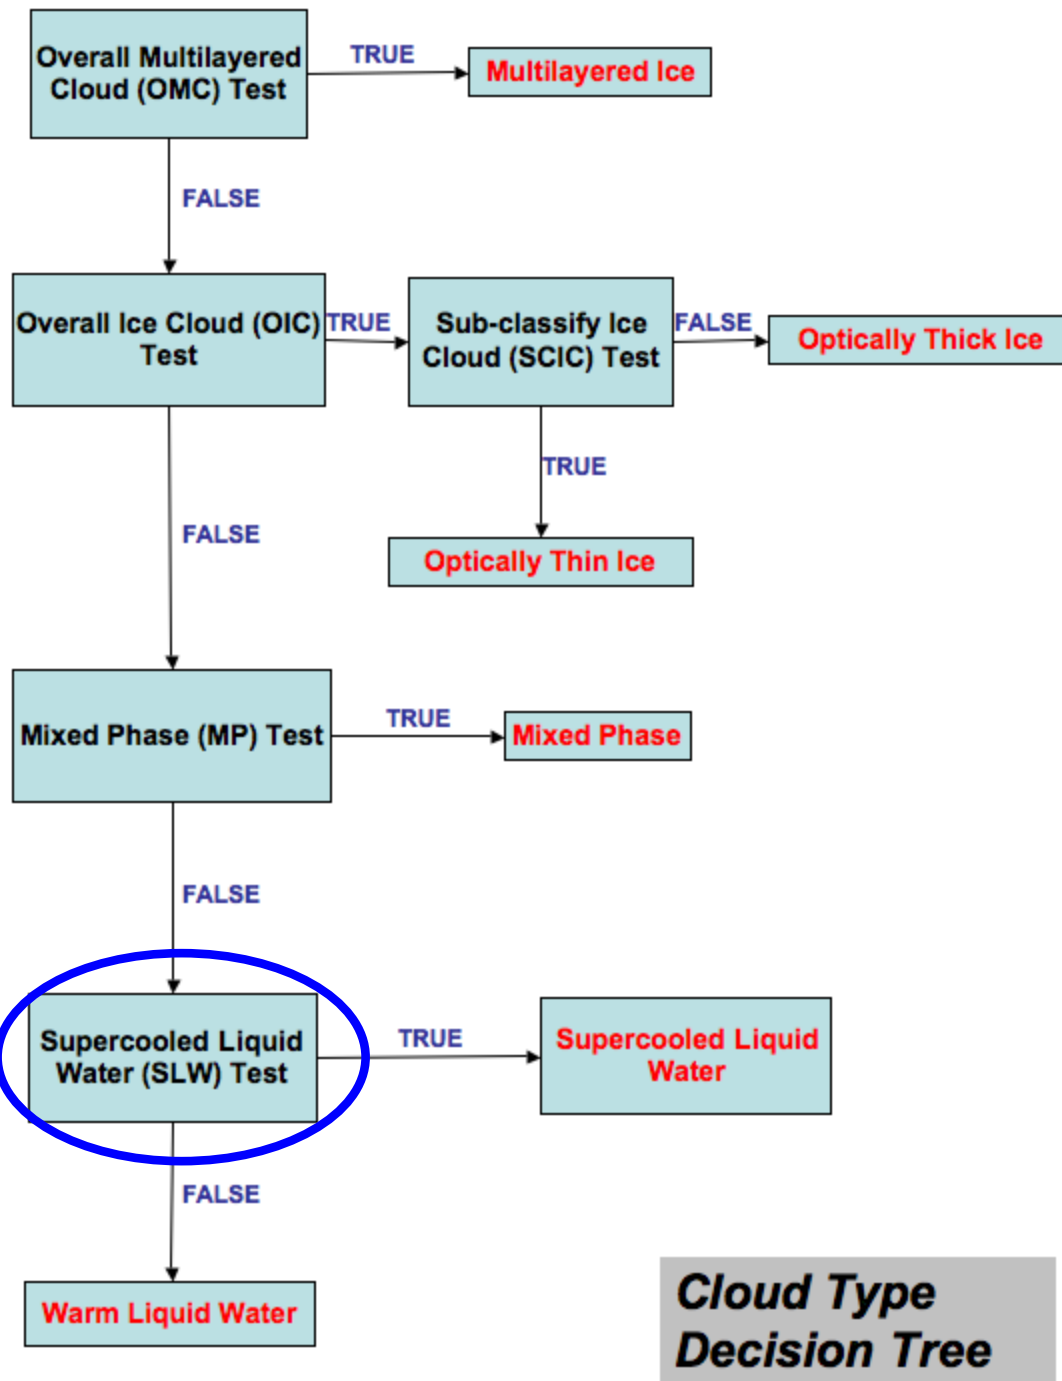 Overall Multilayered
Cloud (OMC) Test
TRUE
Multilayered Ice
FALSE
Overall Ice Cloud (OIC)
Test
TRUE
Sub-classify Ice
Cloud (SCIC) Test
FALSE
Optically Thick Ice
TRUE
Optically Thin Ice
FALSE
Mixed Phase (MP) Test
TRUE
Mixed Phase
FALSE
Supercooled Liquid
Water (SLW) Test
TRUE
Supercooled Liquid
Water
FALSE
Warm Liquid Water
Cloud Type
Decision Tree